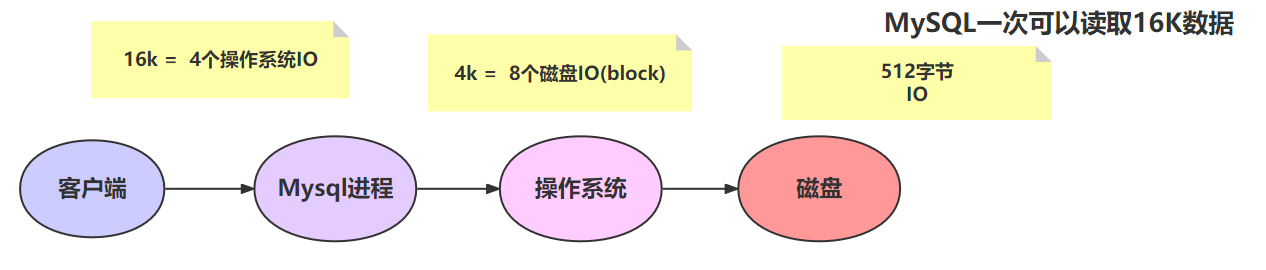 MySQL一次可以读取16K数据
16k = 4个操作系统IO
4k = 8个磁盘IO(block)
512字节
IO
客户端
Mysql进程
操作系统
磁盘